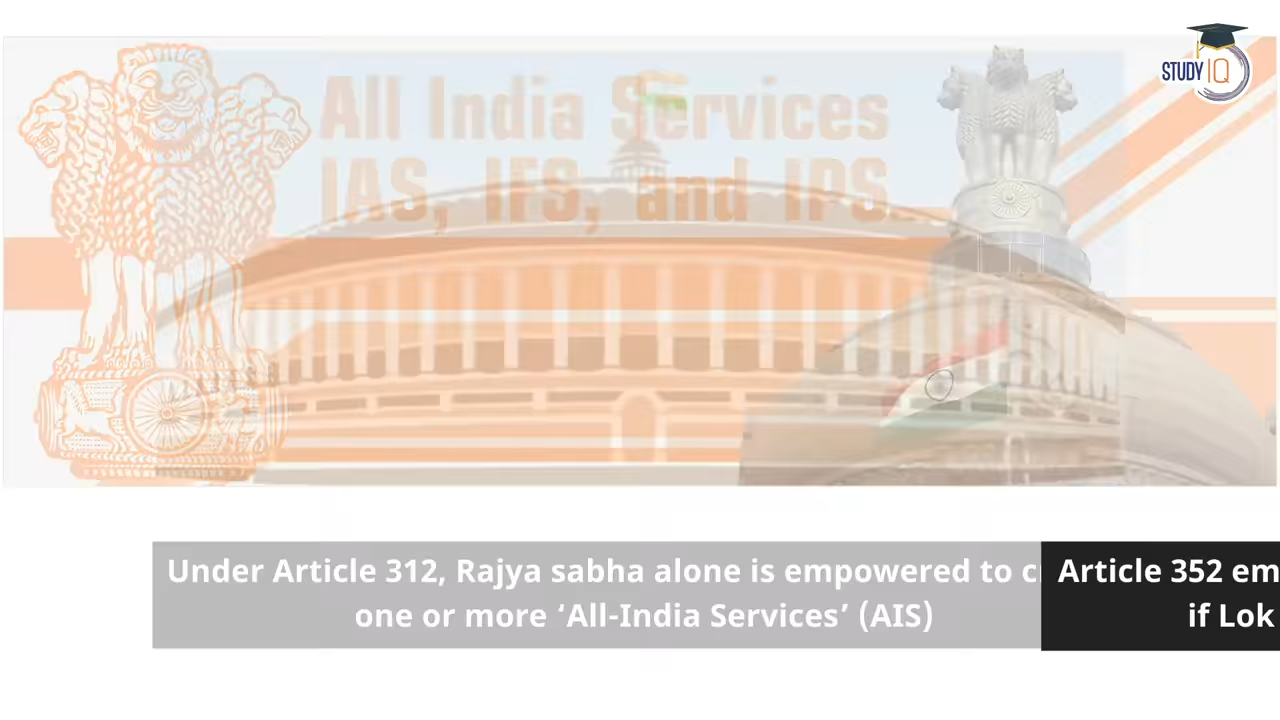 STUDY IQ
All India Services
IAS, IFS, and IPS
Under Article 312, Rajya sabha alone is empowered to
one or more ‘All-India Services’ (AIS)
Article 352 em
if Lok